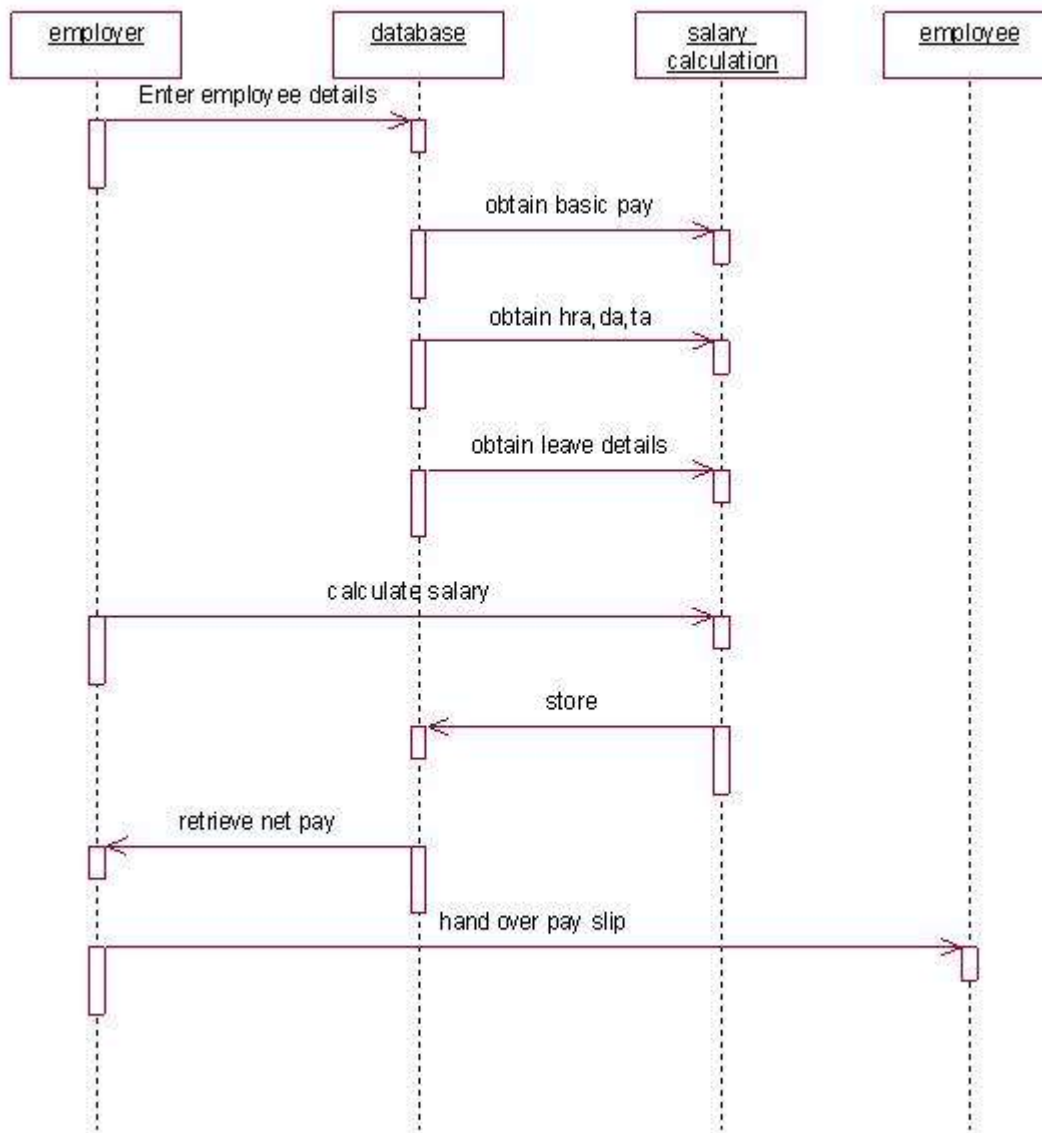 employer
database
salary
calculation
employee
Enter employee details
obtain basic pay
obtain hra,da,ta
obtain leave details
calculate salary
store
retrieve net pay
hand over pay slip